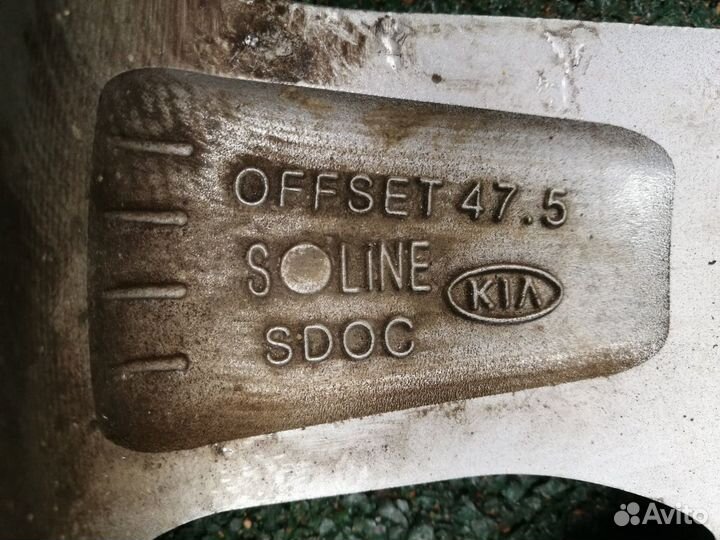 OFFSET 47.5
SOLiNE KIA
SDOC
Avito